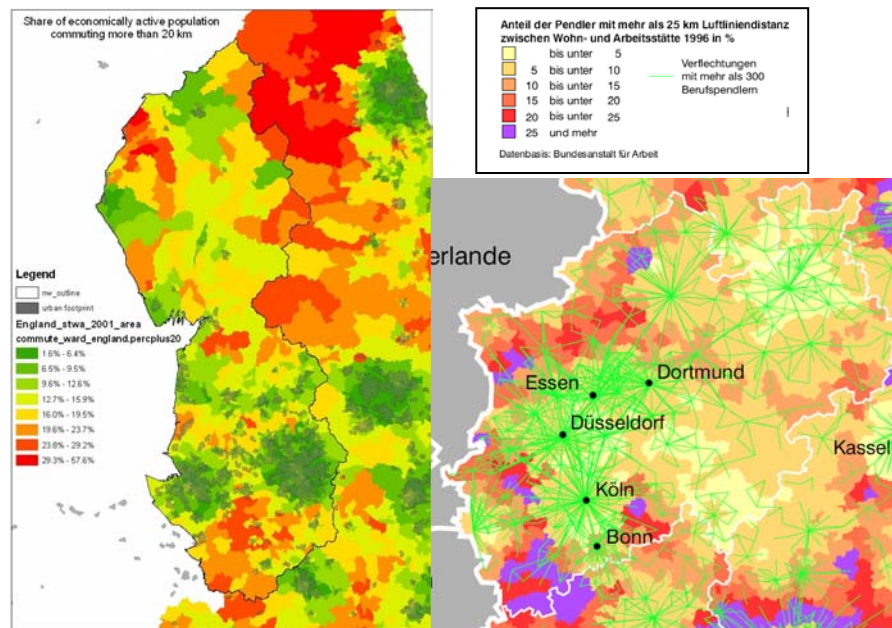 Share of economically active population
commuting more than 20 km
Legend
nw_outline
urban footprint
England_stwa_2001_area
commute_ward_england.percplus20
1.6% - 6.4%
6.5% - 9.5%
9.6% - 12.6%
12.7% - 15.9%
16.0% - 19.5%
19.6% - 23.7%
23.8% - 29.2%
29.3% - 57.6%
Anteil der Pendler mit mehr als 25 km Luftliniendistanz
zwischen Wohn- und Arbeitsstätte 1996 in %
bis unter 5
5 bis unter 10
10 bis unter 15
15 bis unter 20
20 bis unter 25
25 und mehr
Verflechtungen
mit mehr als 300
Berufspendlern
Datenbasis: Bundesanstalt für Arbeit
erlande
Essen
Dortmund
Düsseldorf
Kassel
Köln
Bonn